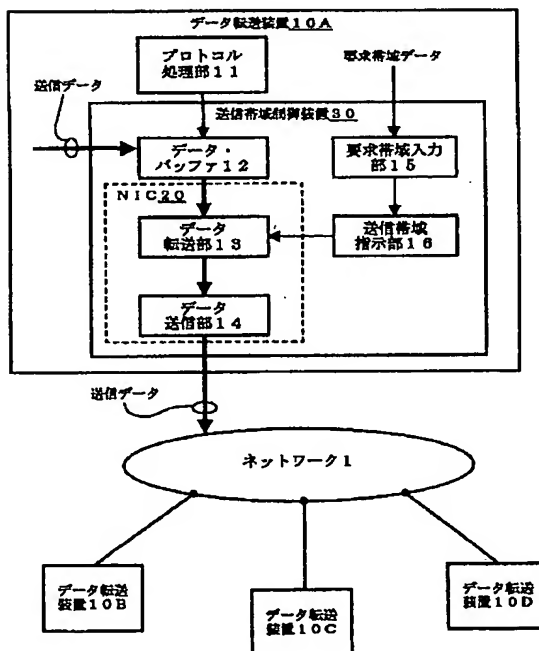 データ転送装置10A
プロトコル
処理部11
要求帯域データ
送信データ
送信帯域制御装置30
データ・
バッファ12
要求帯域入力
部15
NIC20
データ
転送部13
送信帯域
指示部16
データ
送信部14
送信データ
ネットワーク1
データ転送
装置10B
データ転送
装置10C
データ転送
装置10D